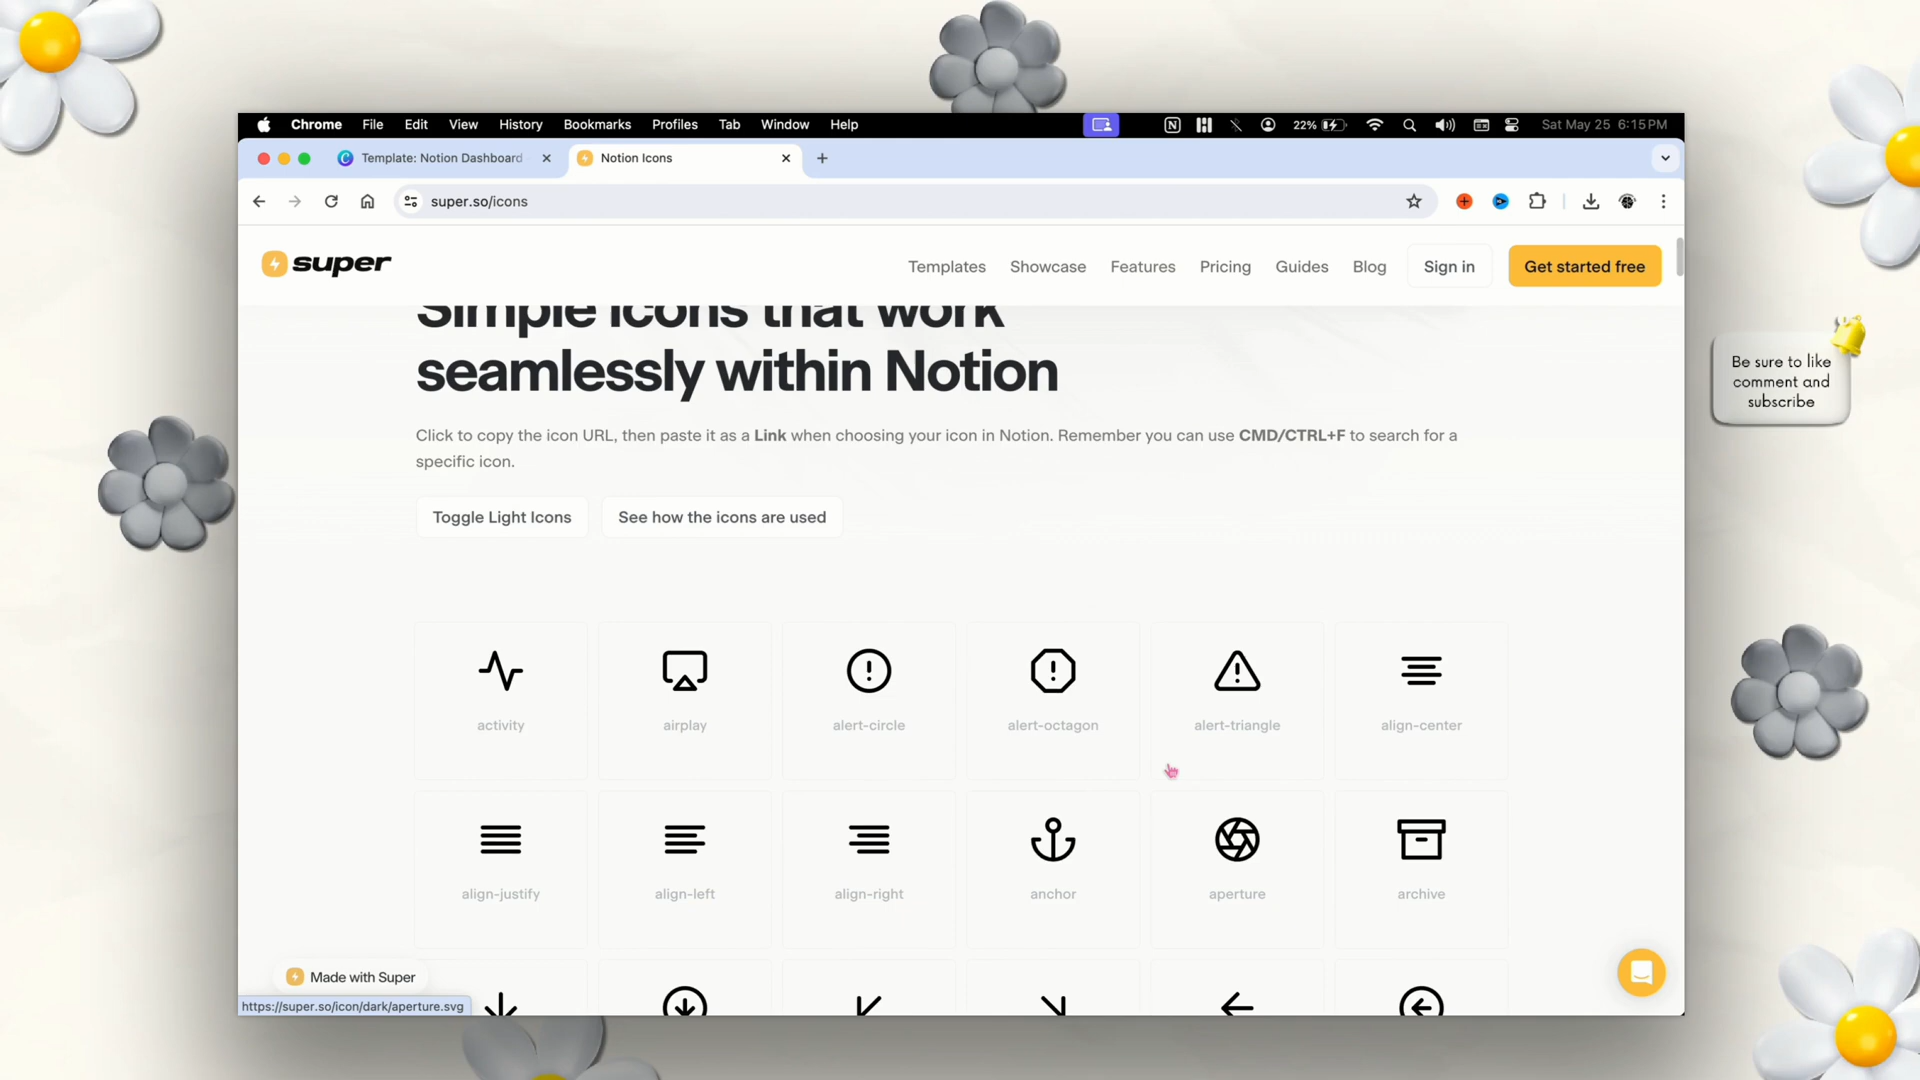 Chrome File Edit View History Bookmarks Profiles Tab Window Help 22% Sat May 25 6:15 PM
Template: Notion Dashboard Notion Icons
super.so/icons
super Templates Showcase Features Pricing Guides Blog Sign in Get started free
Simple icons that work
seamlessly within Notion
Click to copy the icon URL, then paste it as a Link when choosing your icon in Notion. Remember you can use CMD/CTRL+F to search for a
specific icon.
Toggle Light Icons See how the icons are used
activity airplay alert-circle alert-octagon alert-triangle align-center
align-justify align-left align-right anchor aperture archive
Made with Super
https://super.so/icon/dark/aperture.svg
Be sure to like
comment and
subscribe